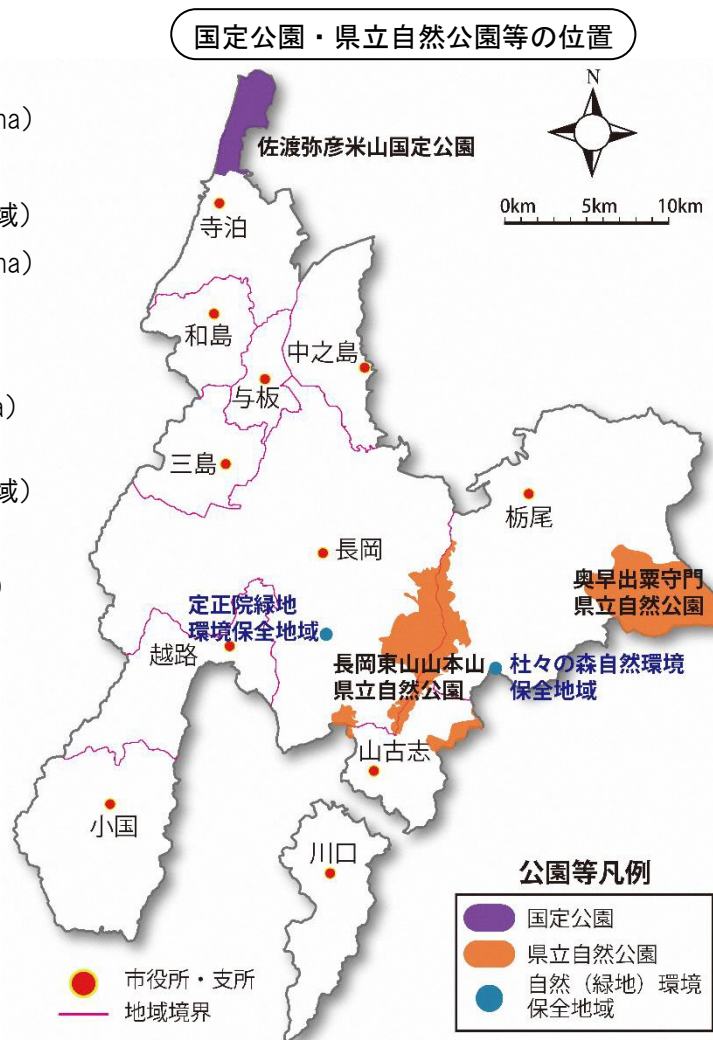 国定公園・県立自然公園等の位置
ha）
N
佐渡弥彦米山国定公園
域）
0km 5km 10km
寺泊
ha）
和島
中之島
与板
a）
三島
域）
栃尾
長岡
奥早出粟守門
県立自然公園
）
定正院緑地
環境保全地域
越路
長岡東山山本山
県立自然公園
杜々の森自然環境
保全地域
山古志
小国
川口
公園等凡例
国定公園
県立自然公園
自然（緑地）環境
保全地域
市役所・支所
地域境界